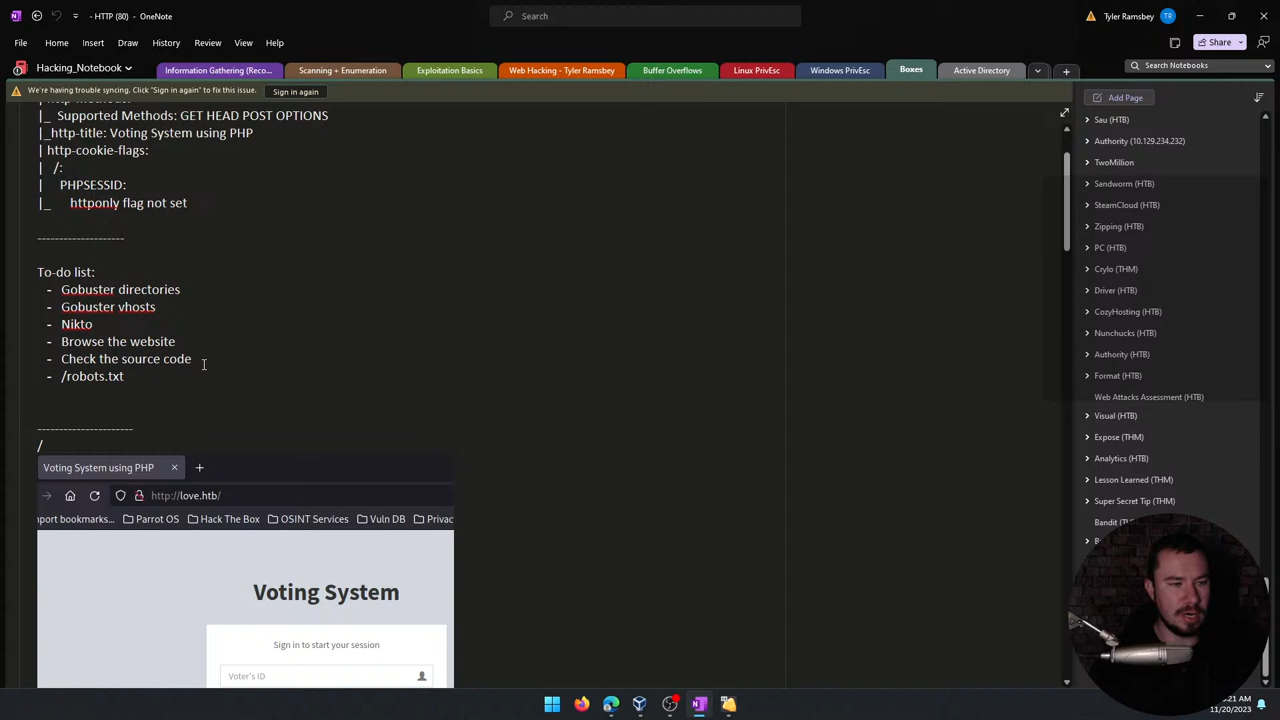 HTTP (80) - OneNote
Search
Tyler Ramsbey
TR
File Home Insert Draw History Review View Help
Share
Hacking_Notebook
Information Gathering (Reco...
Scanning + Enumeration
Exploitation Basics
Web Hacking - Tyler Ramsbey
Buffer Overflows
Linux PrivEsc
Windows PrivEsc
Boxes
Active Directory
Search Notebooks
We're having trouble syncing. Click "Sign in again" to fix this issue.
Sign in again
Add Page
|_ Supported Methods: GET HEAD POST OPTIONS
|_http-title: Voting System using PHP
| http-cookie-flags:
| /:
| PHPSESSID:
|_ httponly flag not set
--------------------
To-do list:
- Gobuster directories
- Gobuster vhosts
- Nikto
- Browse the website
- Check the source code
- /robots.txt
----------------------
/
Voting System using PHP
http://love.htb/
mport bookmarks...
Parrot OS
Hack The Box
OSINT Services
Vuln DB
Privac
Voting System
Sign in to start your session
Voter's ID
Sau (HTB)
Authority (10.129.234.232)
TwoMillion
Sandworm (HTB)
SteamCloud (HTB)
Zipping (HTB)
PC (HTB)
Crylo (THM)
Driver (HTB)
CozyHosting (HTB)
Nunchucks (HTB)
Authority (HTB)
Format (HTB)
Web Attacks Assessment (HTB)
Visual (HTB)
Expose (THM)
Analytics (HTB)
Lesson Learned (THM)
Super Secret Tip (THM)
Bandit
:21 AM
11/20/2023